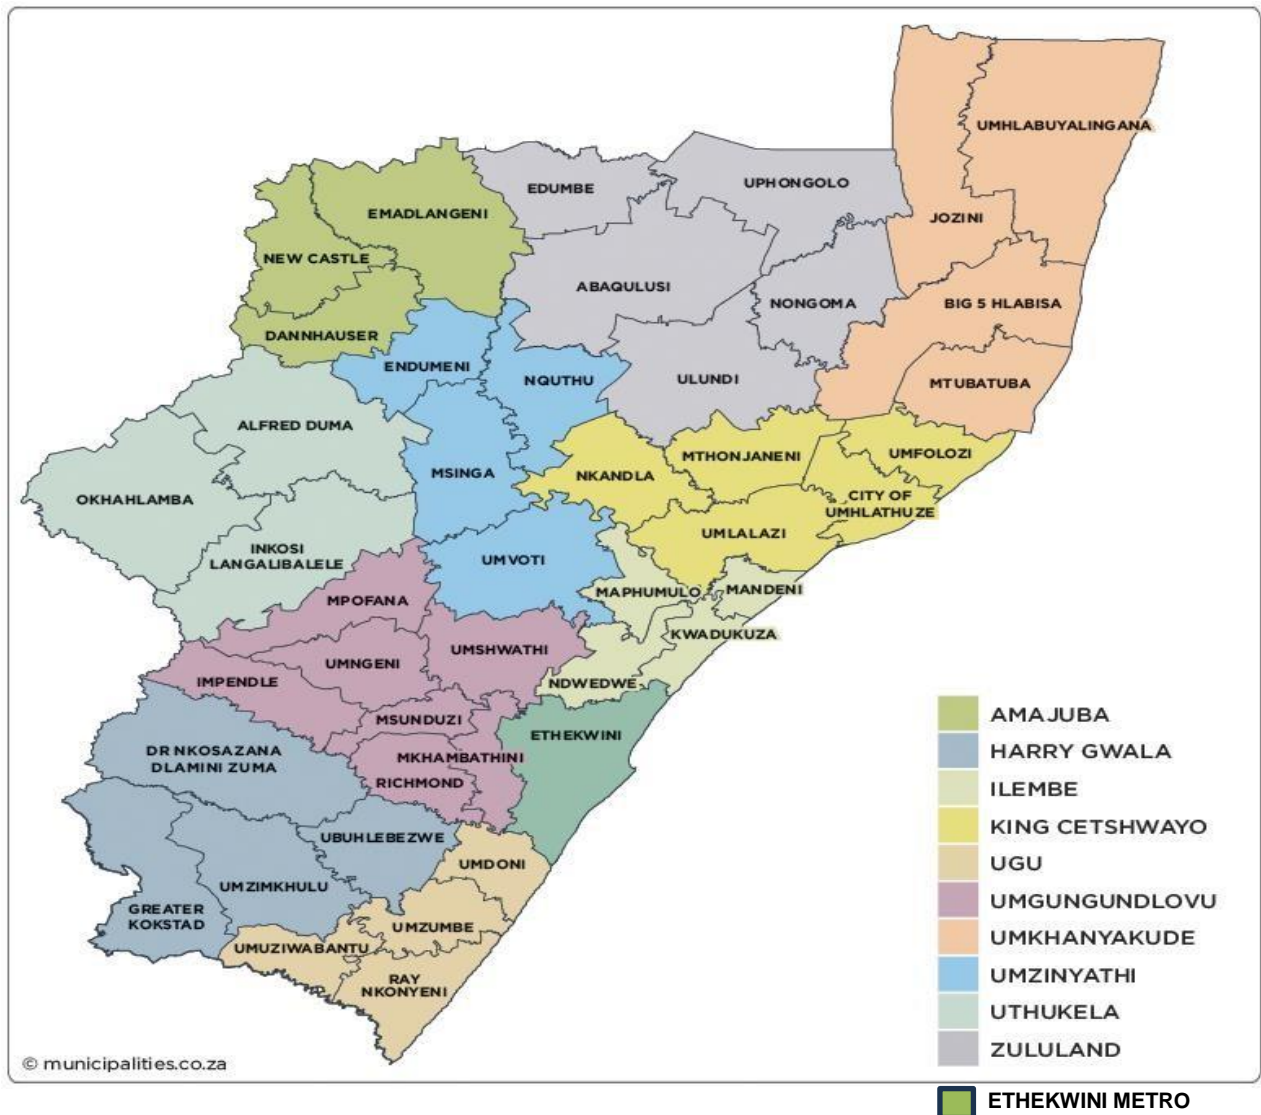 UMHLABUYALINGANA
EDUMBE
UPHONGOLO
EMADLANGENI
JOZINI
NEW CASTLE
ABAQULUSI
NONGOMA
BIG 5 HLABISA
DANNHAUSER
ENDUMENI
NQUTHU
ULUNDI
MTUBATUBA
ALFRED DUMA
MSINGA
NKANDLA
MTHONJANENI
UMFOLOZI
OKHAHLAMBA
CITY OF
UMHLATHUZE
INKOSI
LANGALIBALELE
UMVOTI
UMLALAZI
MAPHUMULO
MANDENI
MPOFANA
KWADUKUZA
UMSHWATHI
UMNGENI
IMPENDLE
NDWEDWE
MSUNDUZI
ETHEKWINI
DR NKOSAZANA
DLAMINI ZUMA
MKHAMBATHINI
RICHMOND
UBUHLEBEZWE
UMDONI
UMZIMKHULU
GREATER
KOKSTAD
UMZUMBE
UMUZIWABANTU
RAY
NKONYENI
AMAJUBA
HARRY GWALA
ILEMBE
KING CETSHWAYO
UGU
UMGUNGUNDLOVU
UMKHANYAKUDE
UMZINYATHI
UTHUKELA
ZULULAND
© municipalities.co.za
ETHEKWINI METRO